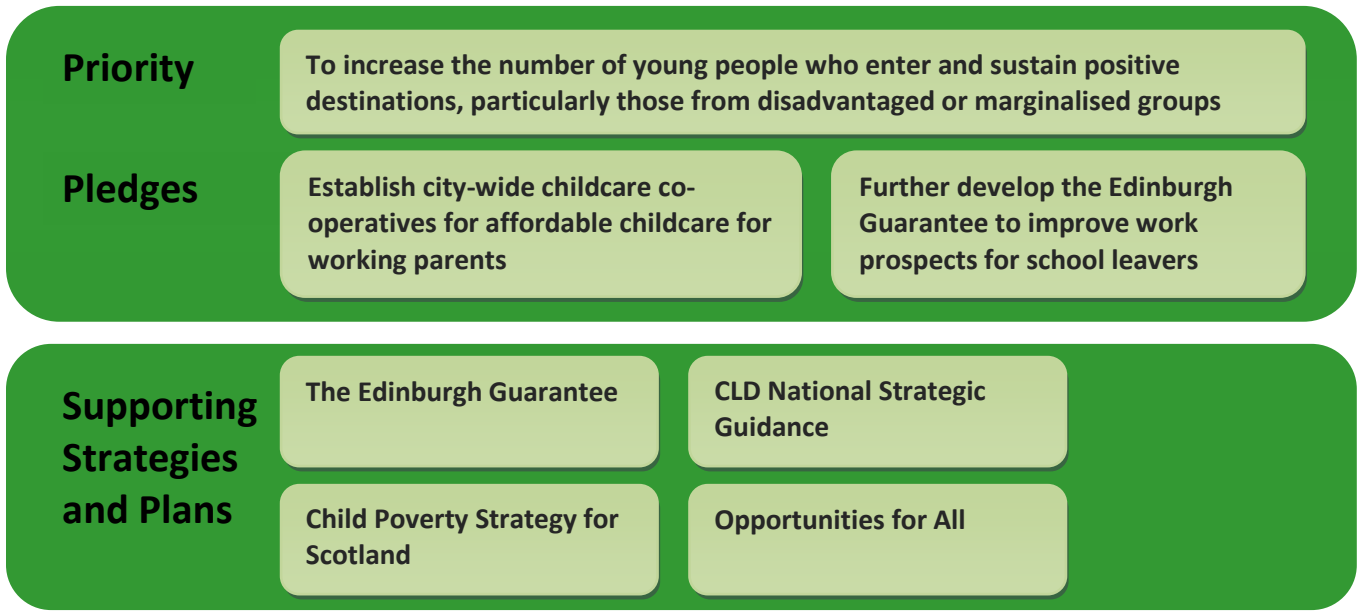 Priority
To increase the number of young people who enter and sustain positive
destinations, particularly those from disadvantaged or marginalised groups
Pledges
Establish city-wide childcare co-
operatives for affordable childcare for
working parents
Further develop the Edinburgh
Guarantee to improve work
prospects for school leavers
Supporting
Strategies
and Plans
The Edinburgh Guarantee
CLD National Strategic
Guidance
Child Poverty Strategy for
Scotland
Opportunities for All